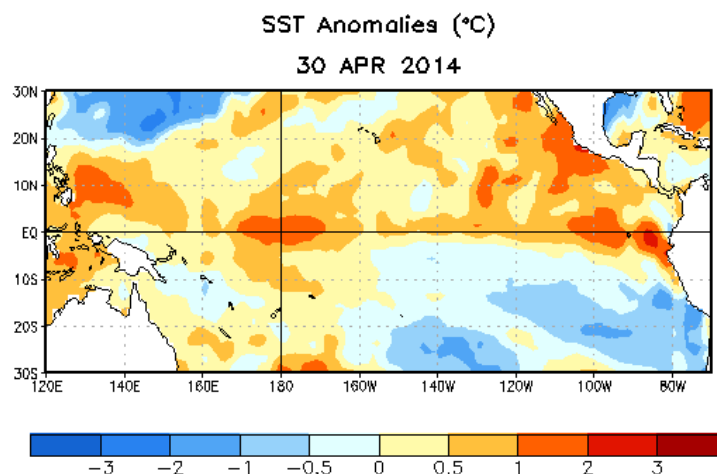 SST Anomalies (°C)
30 APR 2014
30N
20N
10N
EQ
10S
20S
30S
120E 140E 160E 180 160W 140W 120W 100W 80W
-3 -2 -1 -0.5 0 0.5 1 2 3